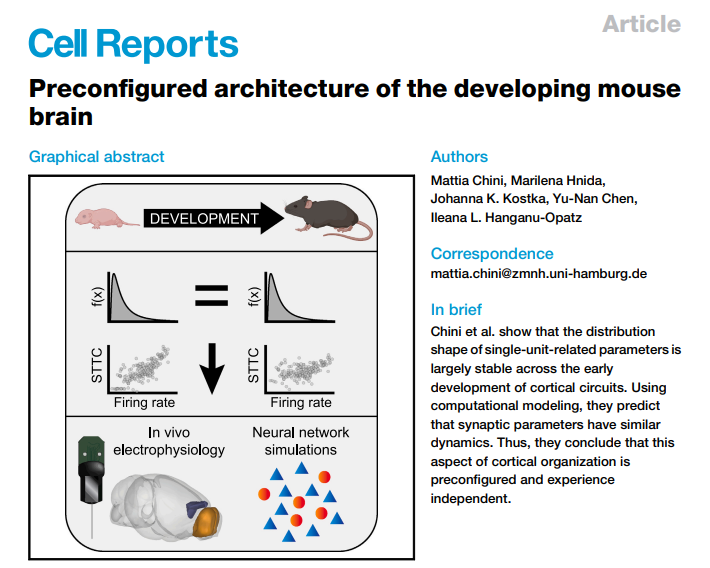 Article
Cell Reports
Preconfigured architecture of the developing mouse
brain
Graphical abstract
DEVELOPMENT
f(x)
f(x)
STTC
STTC
Firing rate
Firing rate
In vivo
electrophysiology
Neural network
simulations
Authors
Mattia Chini, Marilena Hnida,
Johanna K. Kostka, Yu-Nan Chen,
Ileana L. Hanganu-Opatz
Correspondence
mattia.chini@zmnh.uni-hamburg.de
In brief
Chini et al. show that the distribution
shape of single-unit-related parameters is
largely stable across the early
development of cortical circuits. Using
computational modeling, they predict
that synaptic parameters have similar
dynamics. Thus, they conclude that this
aspect of cortical organization is
preconfigured and experience
independent.